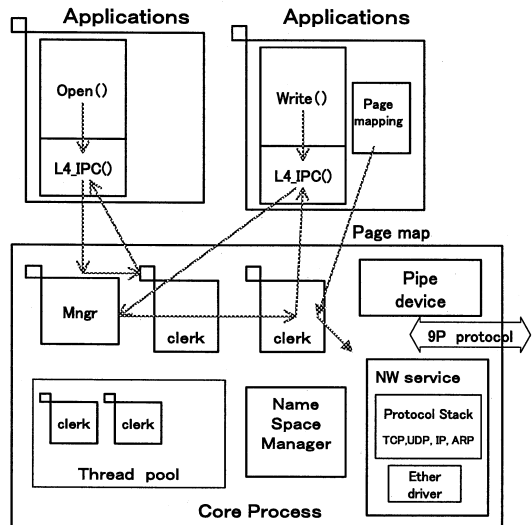 Applications
Applications
Open()
L4_IPC()
Write()
L4_IPC()
Page
mapping
Page map
Mngr
clerk
clerk
Pipe
device
9P protocol
clerk
clerk
Thread pool
Name
Space
Manager
NW service
Protocol Stack
TCP,UDP, IP, ARP
Ether
driver
Core Process